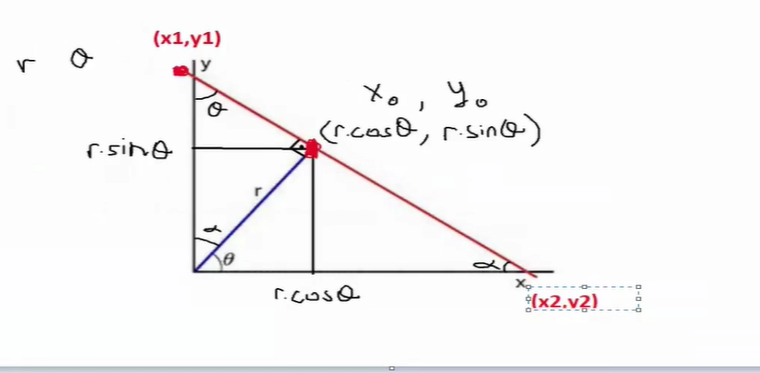 (x1,y1)
r θ
y
θ
x₀, y₀
(r.cosθ, r.sinθ)
r.sinθ
r
α
θ
α
x
r.cosθ
(x2,y2)